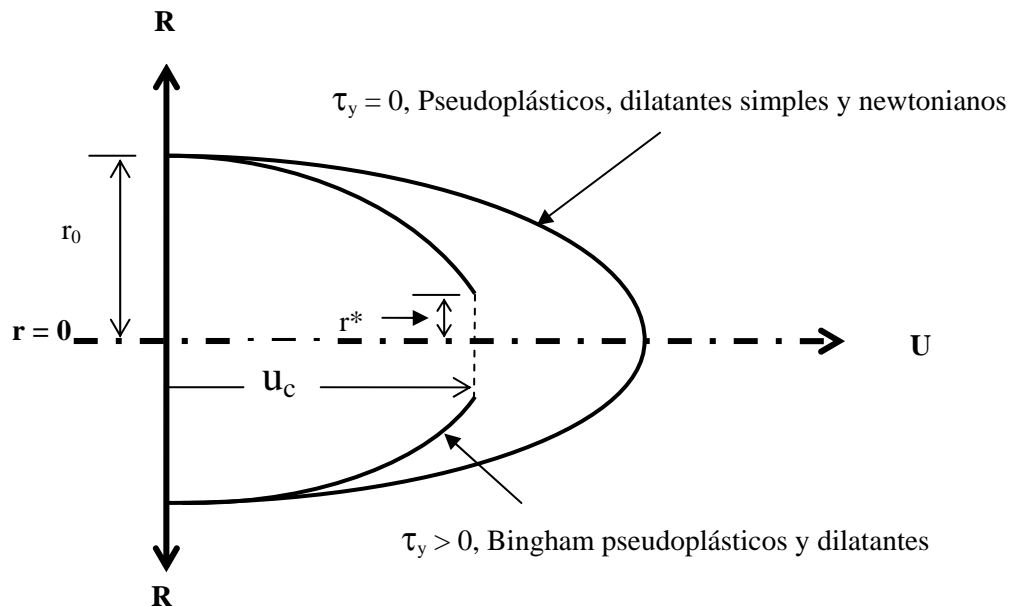 R
τy = 0, Pseudoplásticos, dilatantes simples y newtonianos
r0
r*
r = 0
U
uc
τy > 0, Bingham pseudoplásticos y dilatantes
R